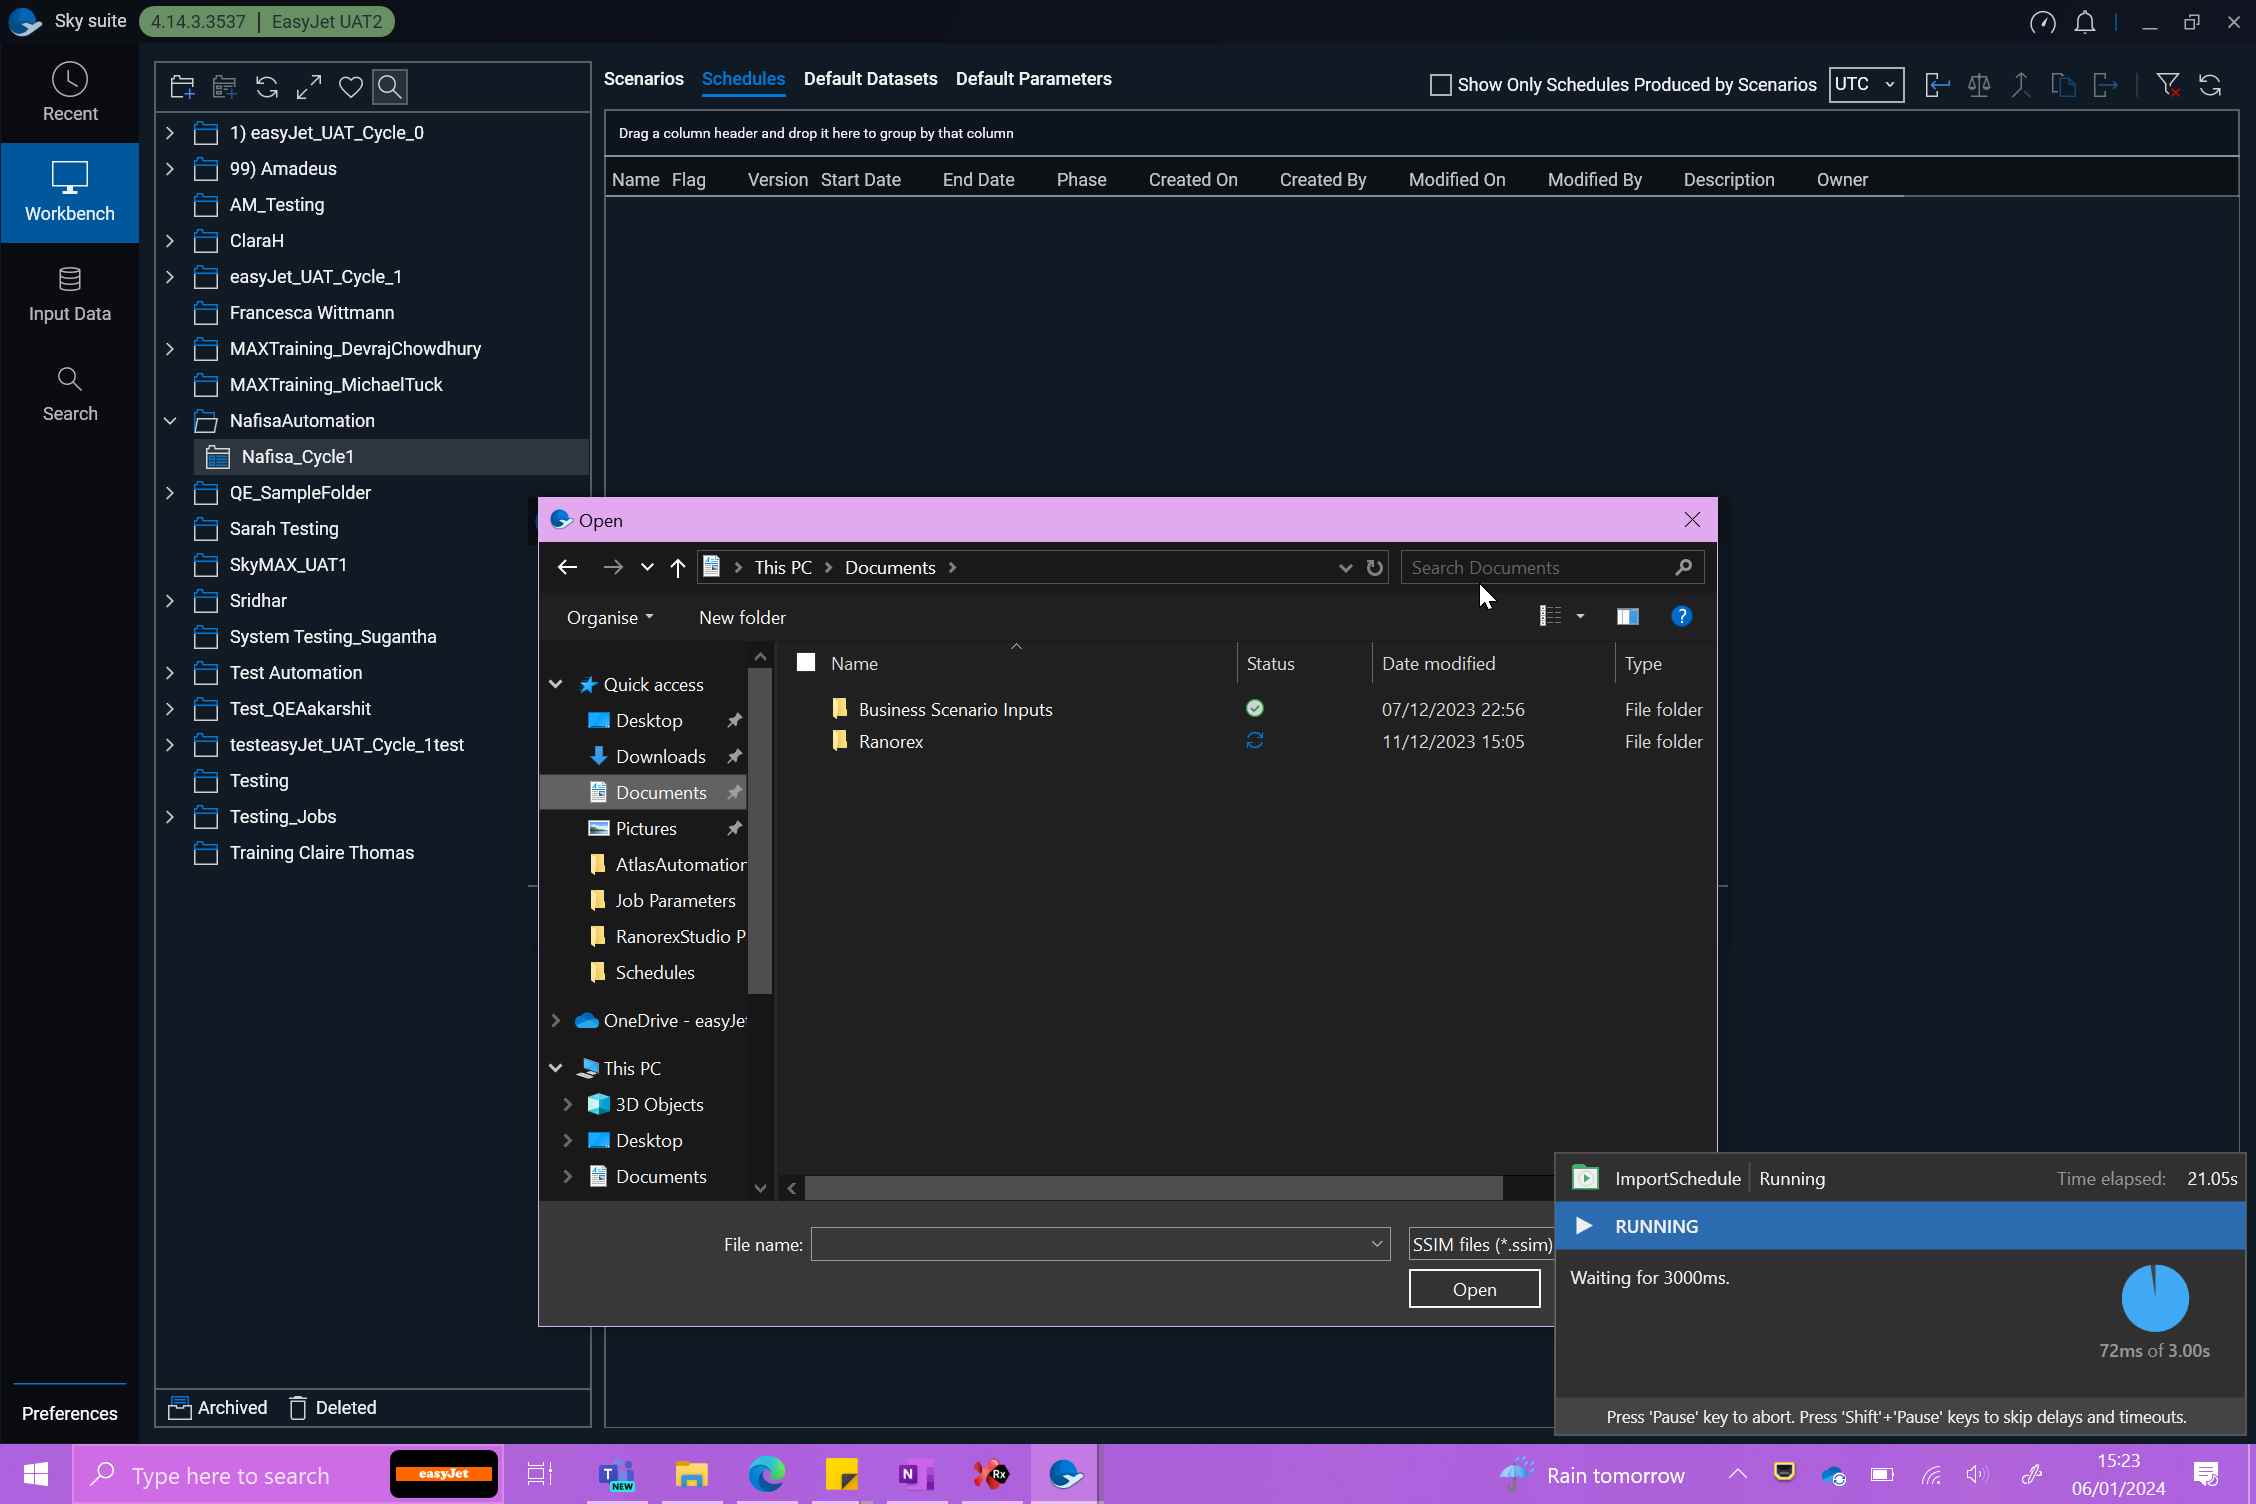 Sky suite 4.14.3.3537 | EasyJet UAT2
Recent
Workbench
Input Data
Search
Preferences
1) easyJet_UAT_Cycle_0
99) Amadeus
AM_Testing
ClaraH
easyJet_UAT_Cycle_1
Francesca Wittmann
MAXTraining_DevrajChowdhury
MAXTraining_MichaelTuck
NafisaAutomation
Nafisa_Cycle1
QE_SampleFolder
Sarah Testing
SkyMAX_UAT1
Sridhar
System Testing_Sugantha
Test Automation
Test_QEAakarshit
testeasyJet_UAT_Cycle_1test
Testing
Testing_Jobs
Training Claire Thomas
Archived Deleted
Scenarios Schedules Default Datasets Default Parameters
Show Only Schedules Produced by Scenarios UTC
Drag a column header and drop it here to group by that column
Name Flag Version Start Date End Date Phase Created On Created By Modified On Modified By Description Owner
Open
This PC Documents
Search Documents
Organise New folder
Quick access
Desktop
Downloads
Documents
Pictures
AtlasAutomation
Job Parameters
RanorexStudio P
Schedules
OneDrive - easyJet
This PC
3D Objects
Desktop
Documents
Name Status Date modified Type
Business Scenario Inputs 07/12/2023 22:56 File folder
Ranorex 11/12/2023 15:05 File folder
File name:
SSIM files (*.ssim)
Open
ImportSchedule Running Time elapsed: 21.05s
RUNNING
Waiting for 3000ms.
72ms of 3.00s
Press 'Pause' key to abort. Press 'Shift'+'Pause' keys to skip delays and timeouts.
Type here to search
easyJet
T
NEW
N
Rx
Rain tomorrow
15:23
06/01/2024